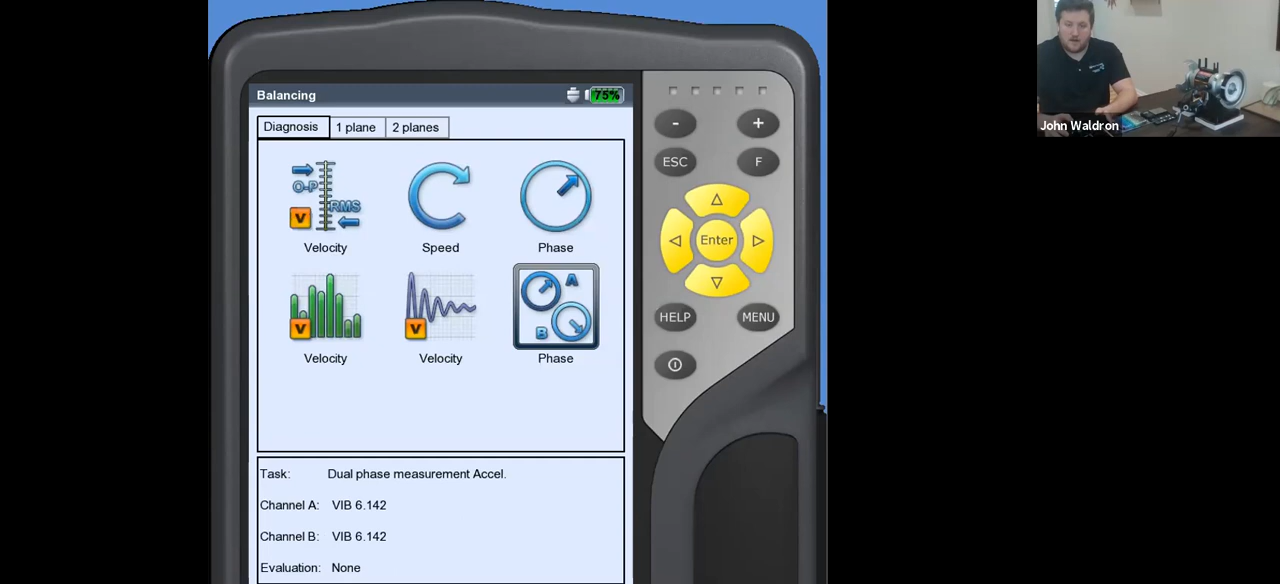 Balancing
75%
Diagnosis
1 plane
2 planes
O-P
RMS
V
Velocity
Speed
Phase
V
Velocity
V
Velocity
A
B
Phase
Task: Dual phase measurement Accel.
Channel A: VIB 6.142
Channel B: VIB 6.142
Evaluation: None
-
+
ESC
F
Enter
HELP
MENU
John Waldron